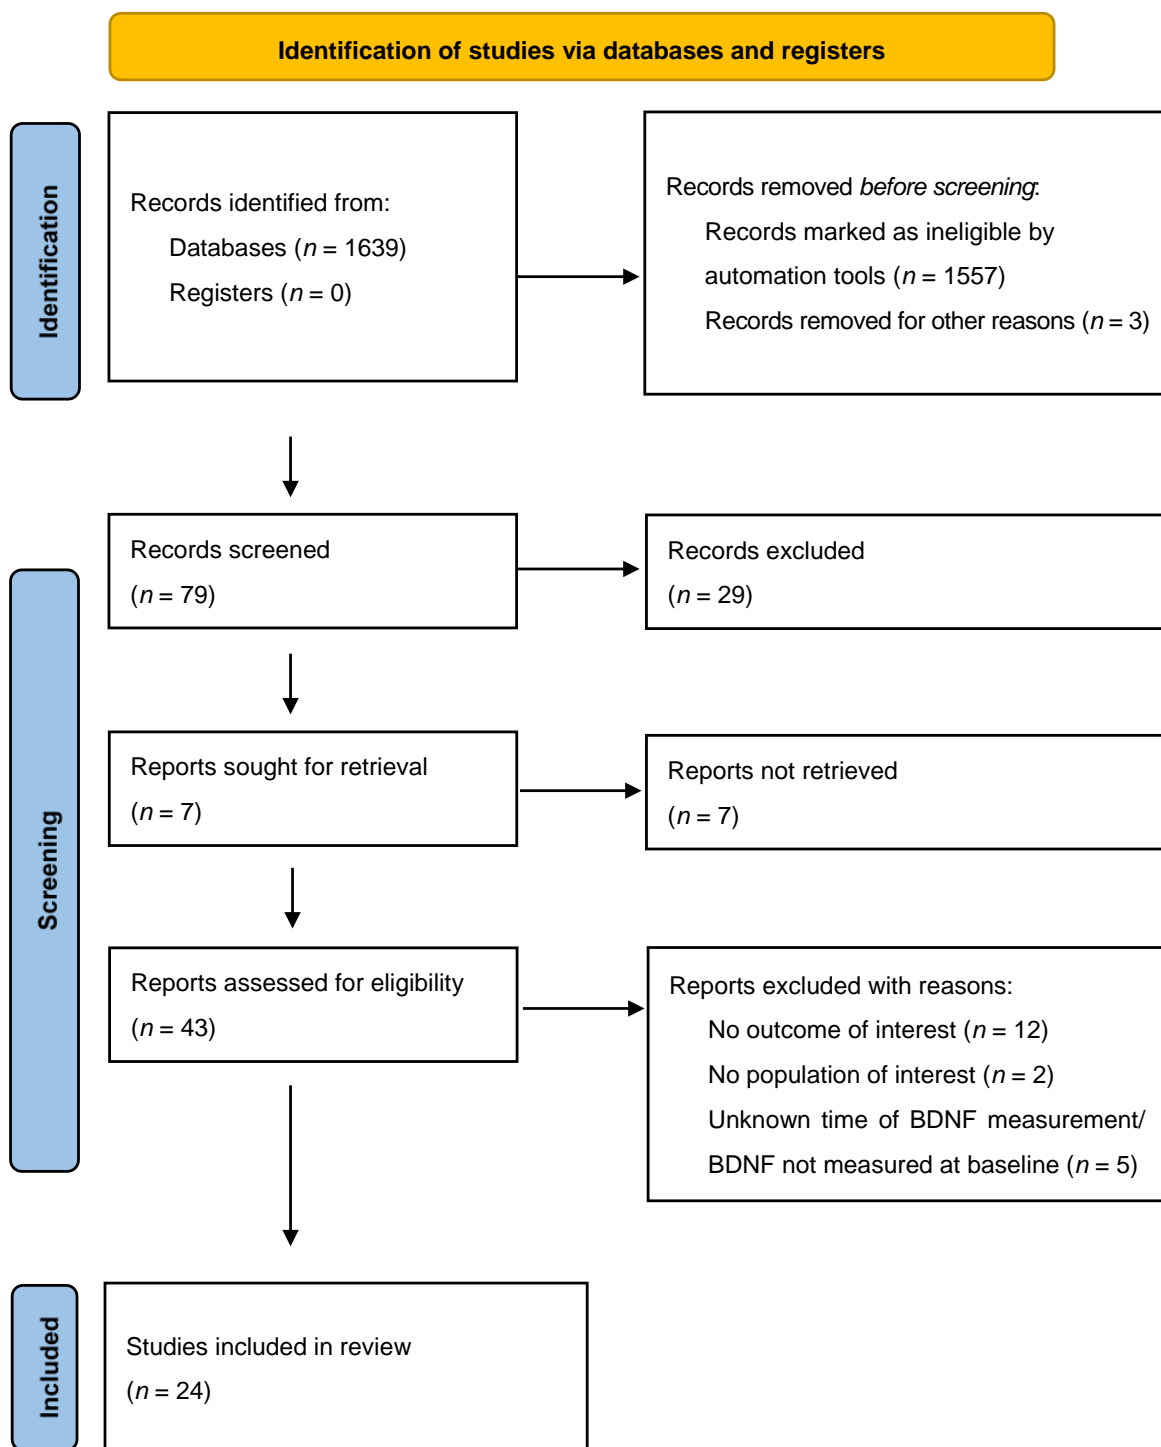 Identification of studies via databases and registers
Identification
Records identified from:
Databases (n = 1639)
Registers (n = 0)
Records removed before screening:
Records marked as ineligible by
automation tools (n = 1557)
Records removed for other reasons (n = 3)
Screening
Records screened
(n = 79)
Records excluded
(n = 29)
Reports sought for retrieval
(n = 7)
Reports not retrieved
(n = 7)
Reports assessed for eligibility
(n = 43)
Reports excluded with reasons:
No outcome of interest (n = 12)
No population of interest (n = 2)
Unknown time of BDNF measurement/
BDNF not measured at baseline (n = 5)
Included
Studies included in review
(n = 24)